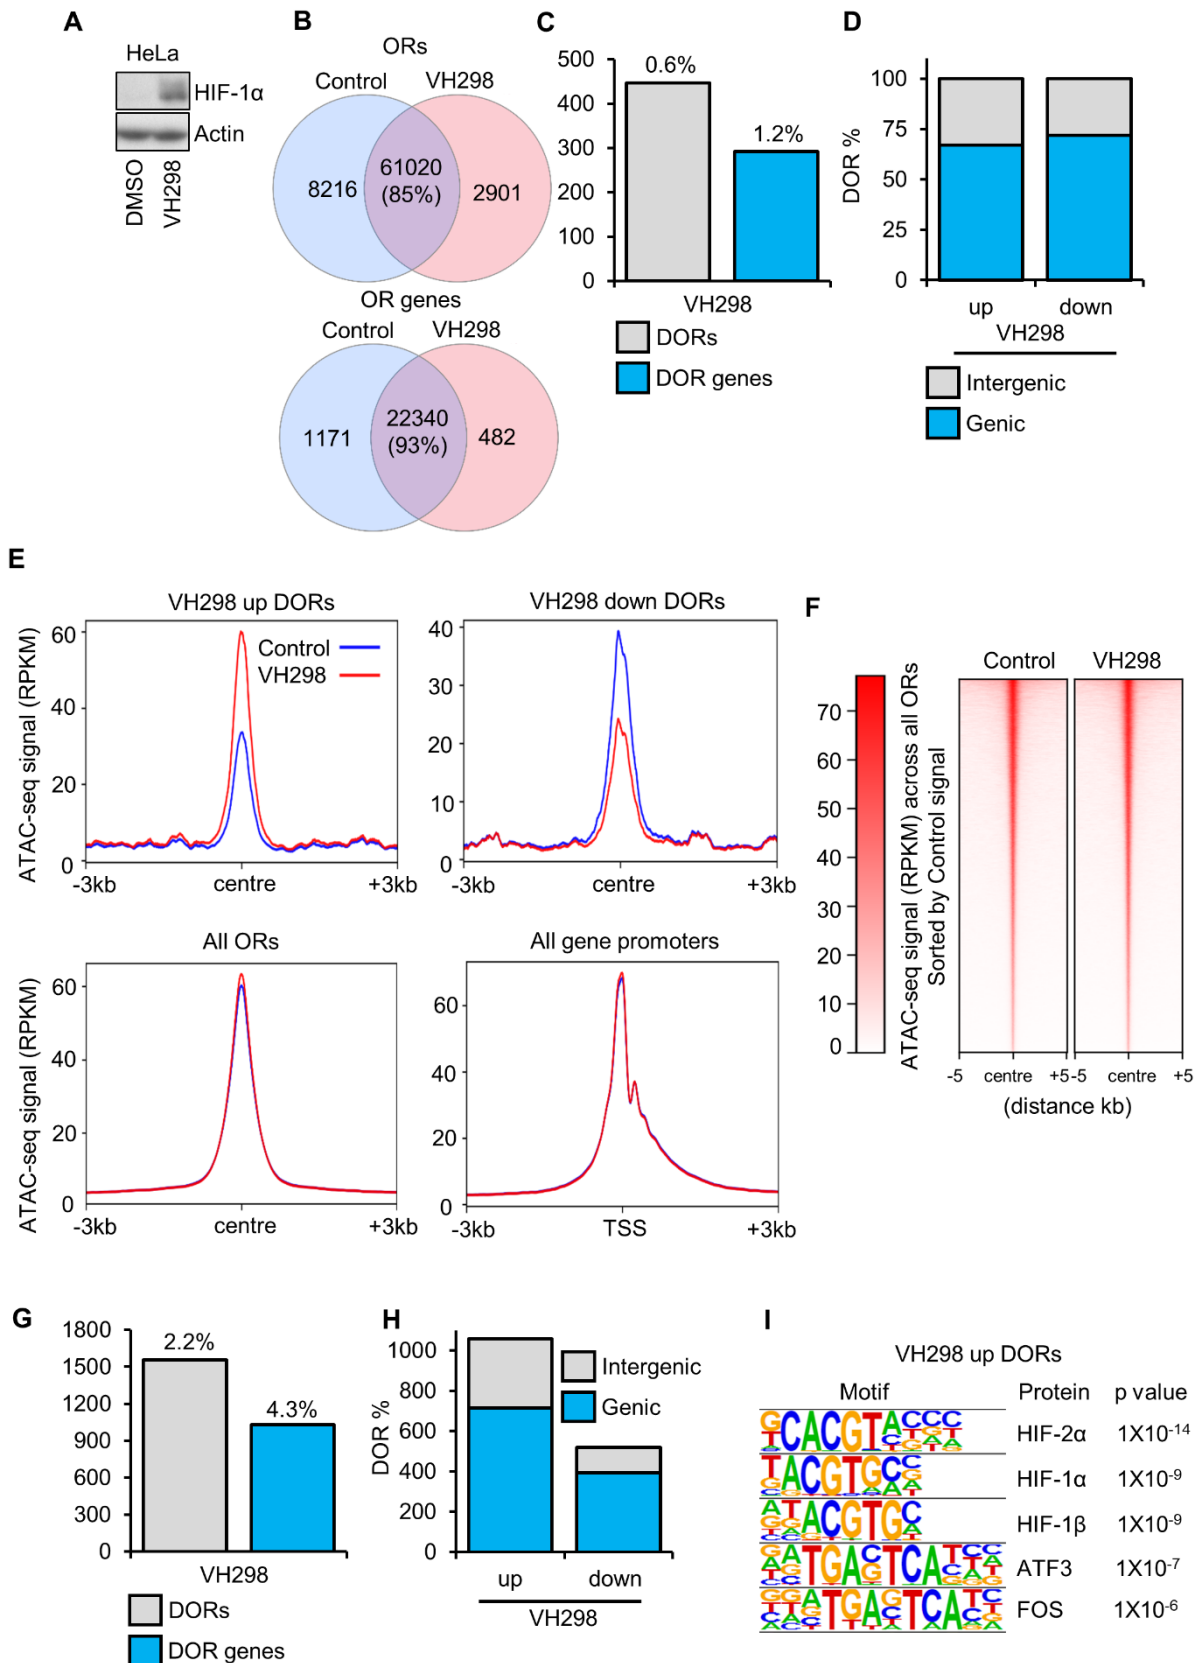 A
HeLa
HIF-1α
Actin
DMSO
VH298
B
ORs
Control
VH298
8216
61020
(85%)
2901
OR genes
Control
VH298
1171
22340
(93%)
482
C
500
400
300
200
100
0
0.6%
1.2%
VH298
DORs
DOR genes
D
DOR %
100
75
50
25
0
up
down
VH298
Intergenic
Genic
E
VH298 up DORs
ATAC-seq signal (RPKM)
60
40
20
0
Control
VH298
-3kb
centre
+3kb
VH298 down DORs
40
30
20
10
0
-3kb
centre
+3kb
All ORs
ATAC-seq signal (RPKM)
60
40
20
0
-3kb
centre
+3kb
All gene promoters
60
40
20
0
-3kb
TSS
+3kb
F
70
60
50
40
30
20
10
0
ATAC-seq signal (RPKM) across all ORs
Sorted by Control signal
Control
VH298
-5
centre
+5
-5
centre
+5
(distance kb)
G
1800
1500
1200
900
600
300
0
2.2%
4.3%
VH298
DORs
DOR genes
H
DOR %
1000
800
600
400
200
0
Intergenic
Genic
up
down
VH298
I
VH298 up DORs
Motif Protein p value
HIF-2α 1X10⁻¹⁴
HIF-1α 1X10⁻⁹
HIF-1β 1X10⁻⁹
ATF3 1X10⁻⁷
FOS 1X10⁻⁶